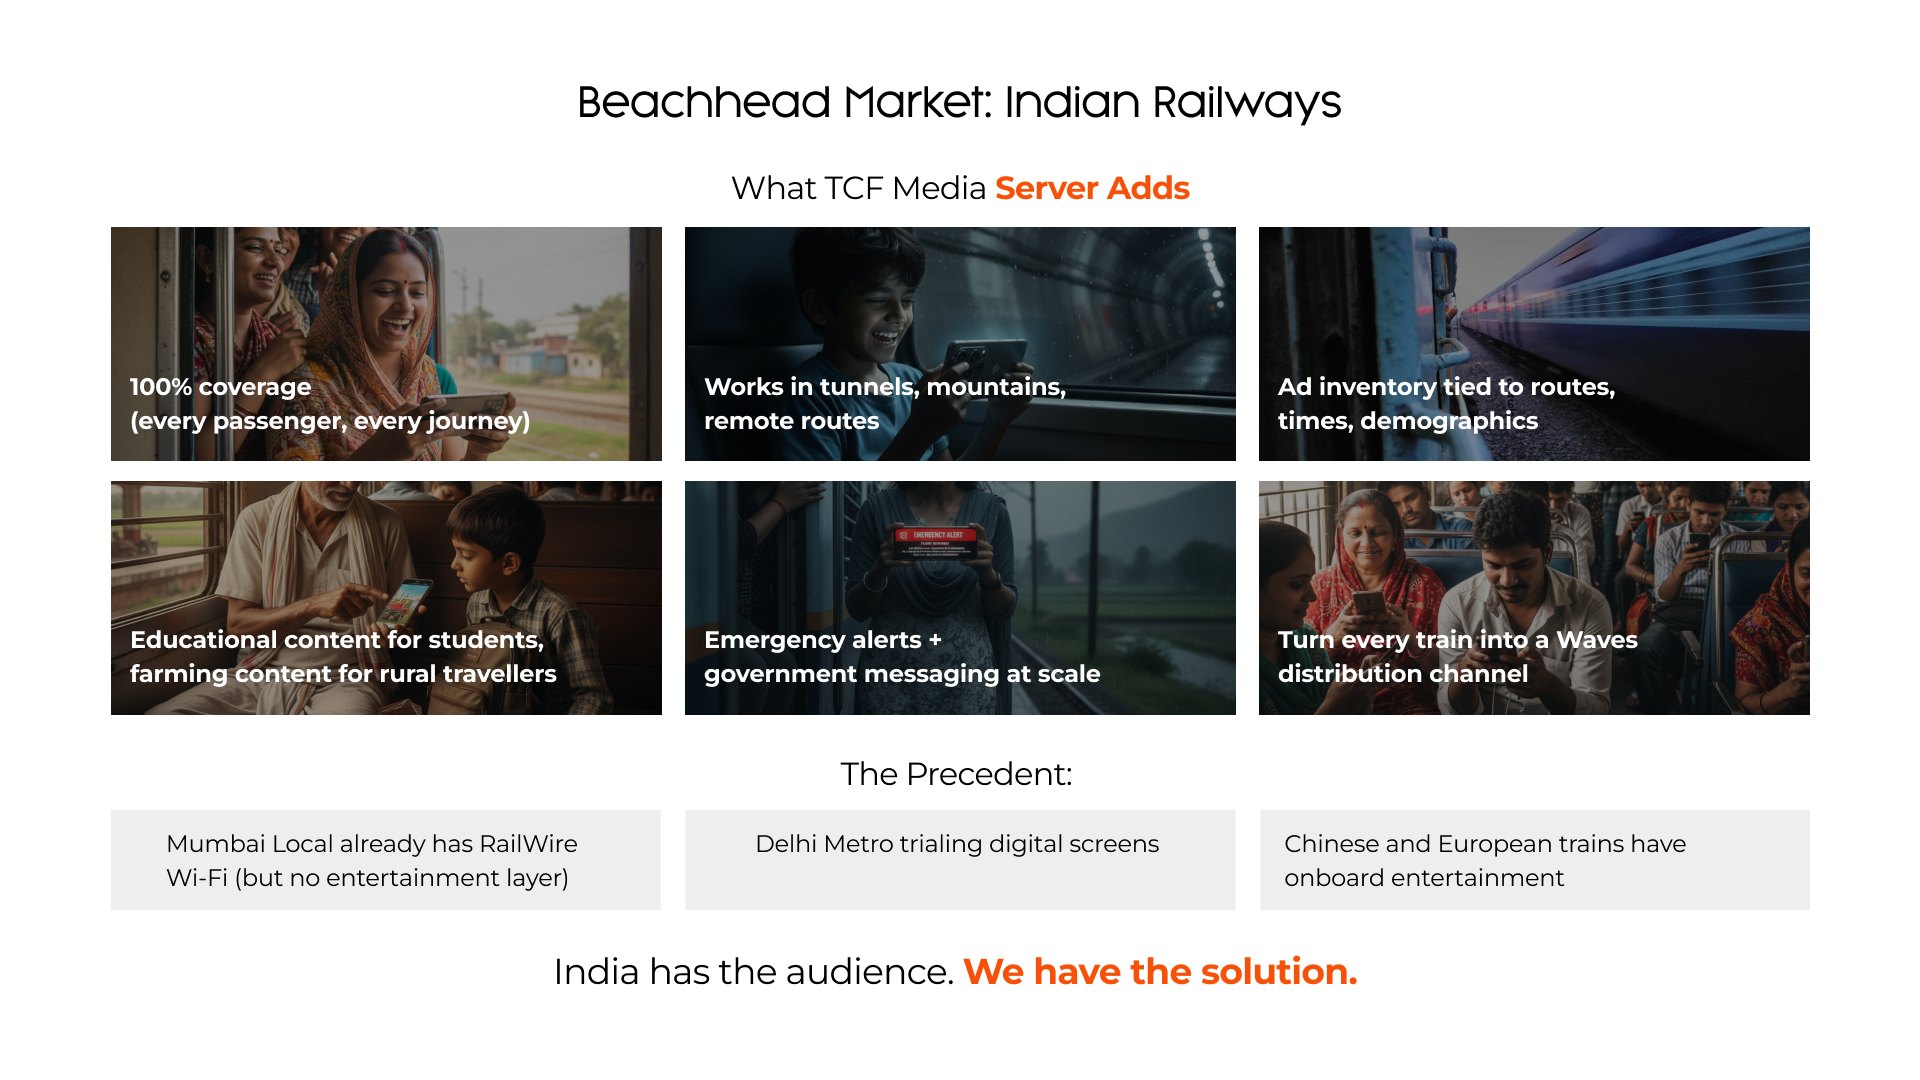 Beachhead Market: Indian Railways
What TCF Media Server Adds
100% coverage
(every passenger, every journey)
Works in tunnels, mountains,
remote routes
Ad inventory tied to routes,
times, demographics
EMERGENCY ALERT
Educational content for students,
farming content for rural travellers
Emergency alerts +
government messaging at scale
Turn every train into a Waves
distribution channel
The Precedent:
Mumbai Local already has RailWire
Wi-Fi (but no entertainment layer)
Delhi Metro trialing digital screens
Chinese and European trains have
onboard entertainment
India has the audience. We have the solution.